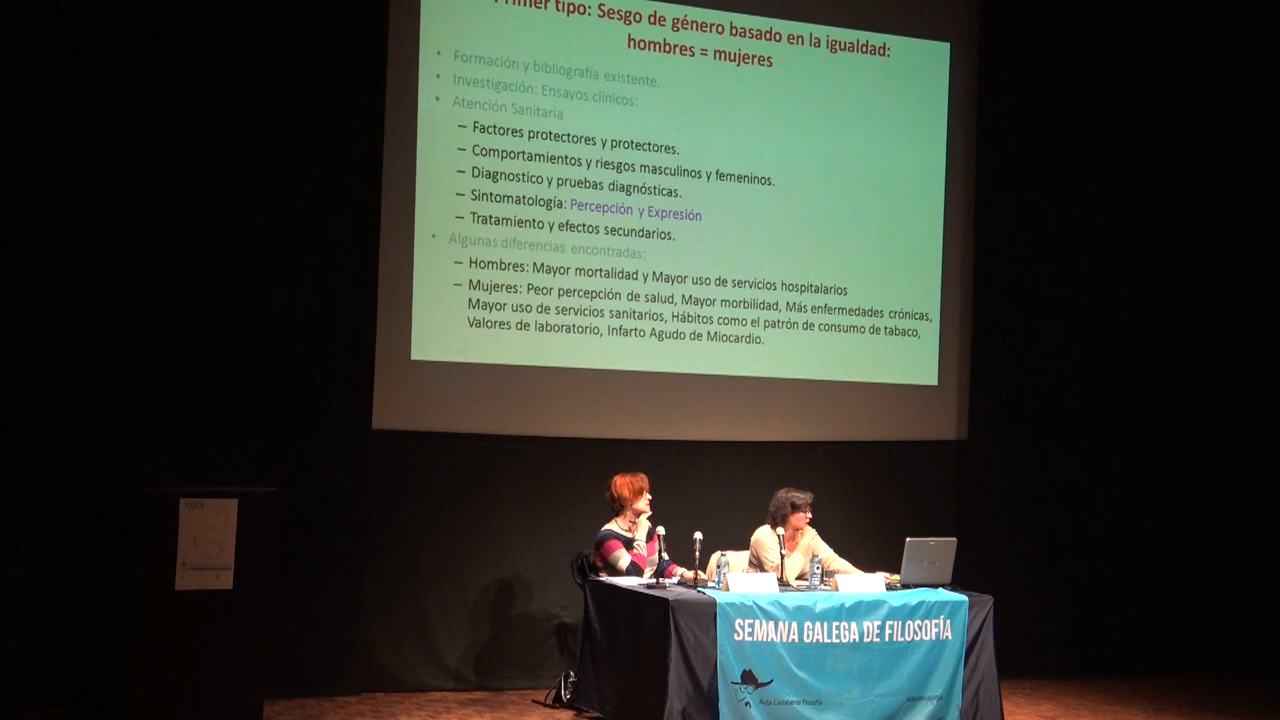 Primer tipo: Sesgo de género basado en la igualdad:
hombres = mujeres
• Formación y bibliografía existente.
• Investigación: Ensayos clínicos:
• Atención Sanitaria
– Factores protectores y protectores.
– Comportamientos y riesgos masculinos y femeninos.
– Diagnostico y pruebas diagnósticas.
– Sintomatología: Percepción y Expresión
– Tratamiento y efectos secundarios.
• Algunas diferencias encontradas:
– Hombres: Mayor mortalidad y Mayor uso de servicios hospitalarios
– Mujeres: Peor percepción de salud, Mayor morbilidad, Más enfermedades crónicas,
Mayor uso de servicios sanitarios, Hábitos como el patrón de consumo de tabaco,
Valores de laboratorio, Infarto Agudo de Miocardio.
SEMANA GALEGA DE FILOSOFÍA
Aula Castelao de Filosofía